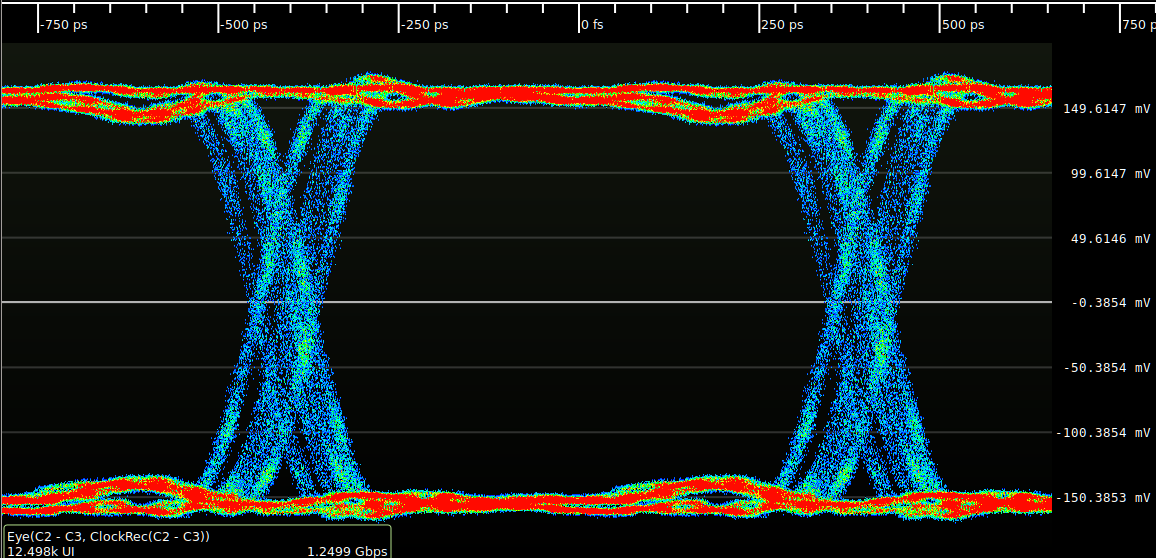 -750 ps -500 ps -250 ps 0 fs 250 ps 500 ps 750 p
149.6147 mV
99.6147 mV
49.6146 mV
-0.3854 mV
-50.3854 mV
-100.3854 mV
-150.3853 mV
Eye(C2 - C3, ClockRec(C2 - C3))
12.498k UI 1.2499 Gbps